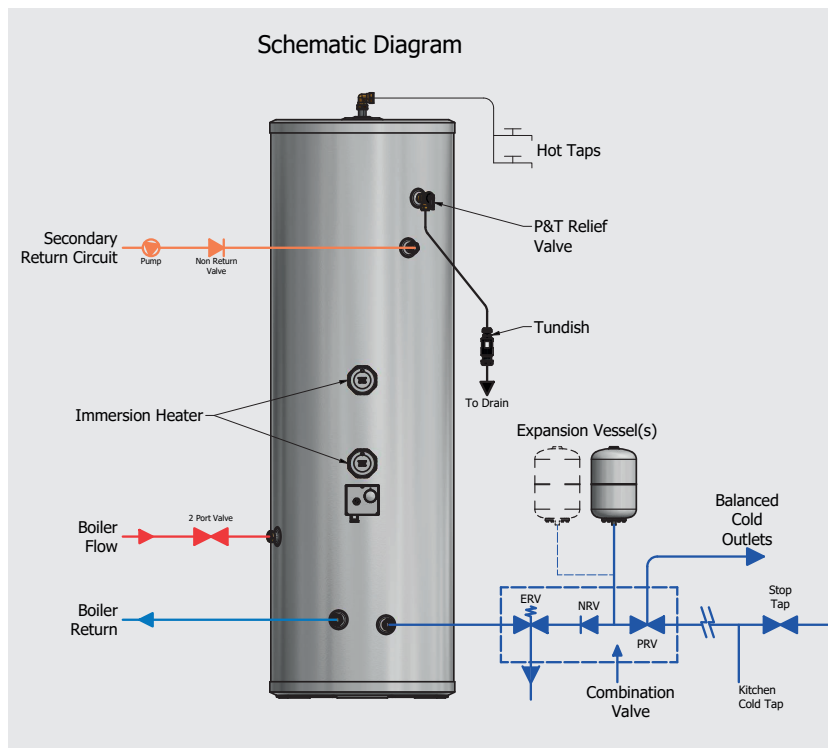 Schematic Diagram
Hot Taps
P&T Relief
Valve
Secondary
Return Circuit
Pump
Non Return
Valve
Tundish
To Drain
Immersion Heater
Expansion Vessel(s)
Balanced
Cold
Outlets
2 Port Valve
Boiler
Flow
Boiler
Return
ERV
NRV
PRV
Stop
Tap
Combination
Valve
Kitchen
Cold Tap